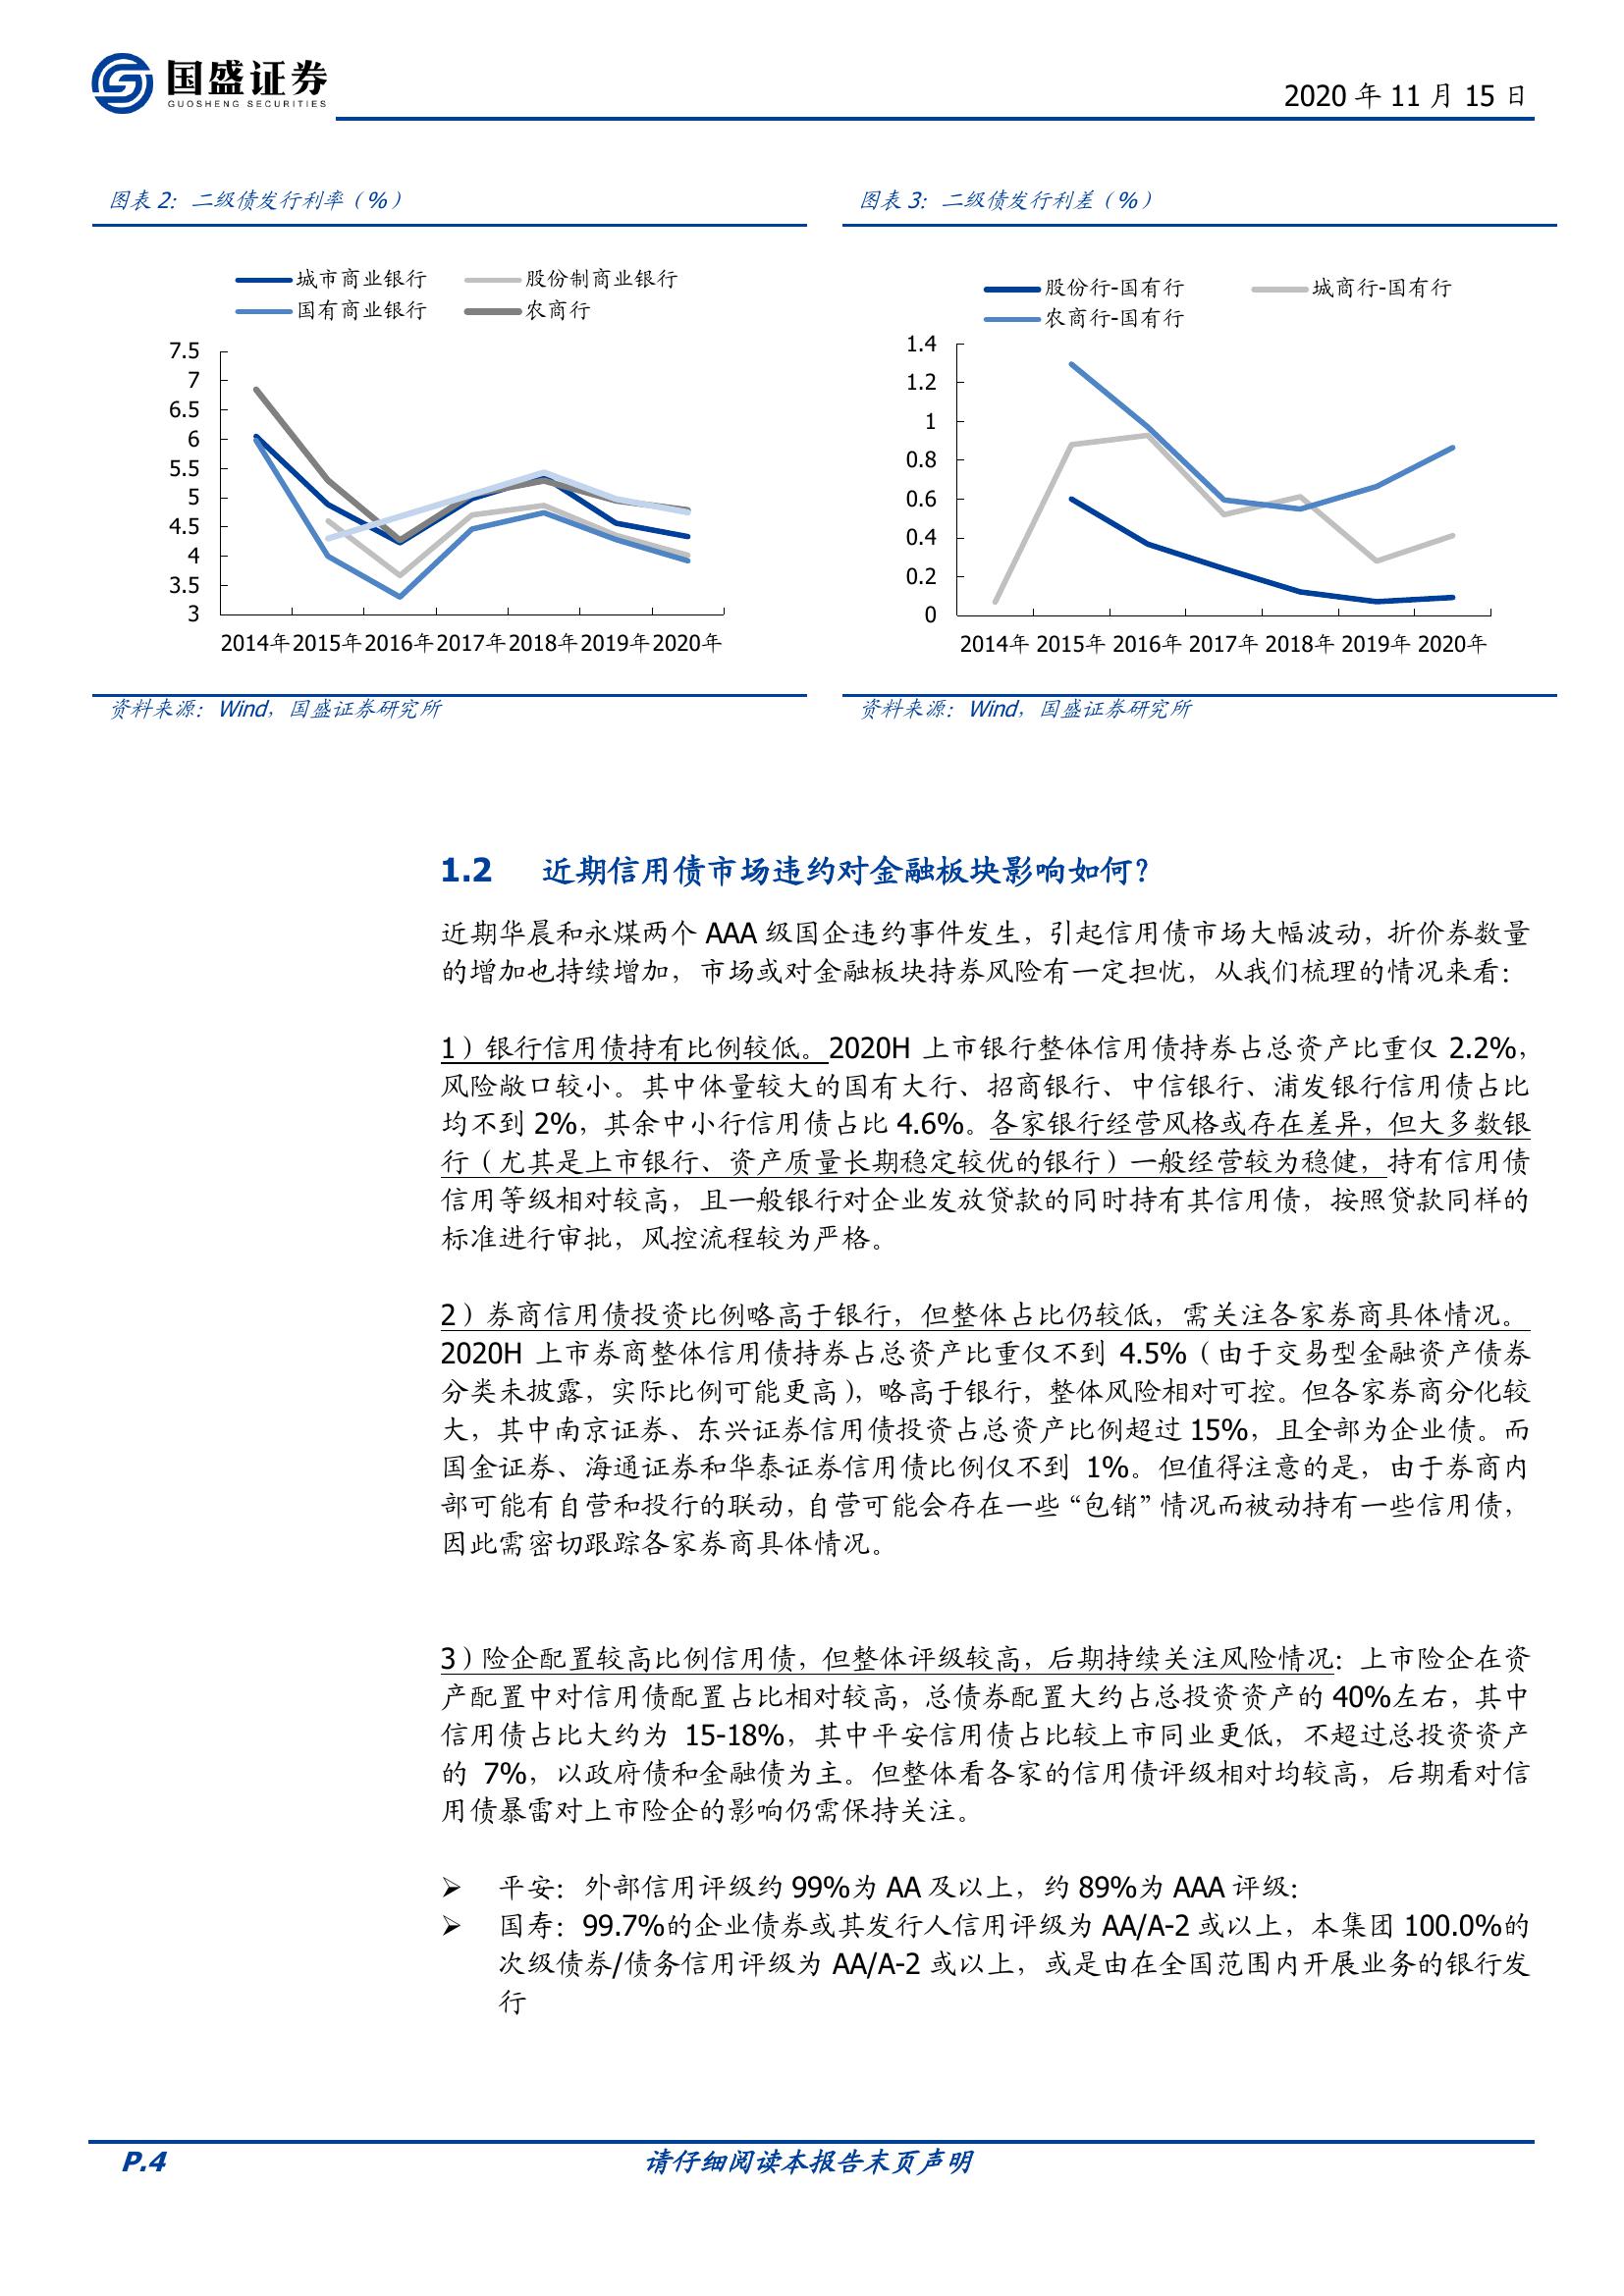 国盛证券
GUOSHENG SECURITIES
2020 年 11 月 15 日
图表 2：二级债发行利率（%）
城市商业银行
股份制商业银行
国有商业银行
农商行
7.5
7
6.5
6
5.5
5
4.5
4
3.5
3
2014年 2015年 2016年 2017年 2018年 2019年 2020年
资料来源：Wind，国盛证券研究所
图表 3：二级债发行利差（%）
股份行-国有行
城商行-国有行
农商行-国有行
1.4
1.2
1
0.8
0.6
0.4
0.2
0
2014年 2015年 2016年 2017年 2018年 2019年 2020年
资料来源：Wind，国盛证券研究所
1.2 近期信用债市场违约对金融板块影响如何？
近期华晨和永煤两个 AAA 级国企违约事件发生，引起信用债市场大幅波动，折价券数量
的增加也持续增加，市场或对金融板块持券风险有一定担忧，从我们梳理的情况来看：
1）银行信用债持有比例较低。2020H 上市银行整体信用债持券占总资产比重仅 2.2%，
风险敞口较小。其中体量较大的国有大行、招商银行、中信银行、浦发银行信用债占比
均不到 2%，其余中小行信用债占比 4.6%。各家银行经营风格或存在差异，但大多数银
行（尤其是上市银行、资产质量长期稳定较优的银行）一般经营较为稳健，持有信用债
信用等级相对较高，且一般银行对企业发放贷款的同时持有其信用债，按照贷款同样的
标准进行审批，风控流程较为严格。
2）券商信用债投资比例略高于银行，但整体占比仍较低，需关注各家券商具体情况。
2020H 上市券商整体信用债持券占总资产比重仅不到 4.5%（由于交易型金融资产债券
分类未披露，实际比例可能更高），略高于银行，整体风险相对可控。但各家券商分化较
大，其中南京证券、东兴证券信用债投资占总资产比例超过 15%，且全部为企业债。而
国金证券、海通证券和华泰证券信用债比例仅不到 1%。但值得注意的是，由于券商内
部可能有自营和投行的联动，自营可能会存在一些“包销”情况而被动持有一些信用债，
因此需密切跟踪各家券商具体情况。
3）险企配置较高比例信用债，但整体评级较高，后期持续关注风险情况：上市险企在资
产配置中对信用债配置占比相对较高，总债券配置大约占总投资资产的 40%左右，其中
信用债占比大约为 15-18%，其中平安信用债占比较上市同业更低，不超过总投资资产
的 7%，以政府债和金融债为主。但整体看各家的信用债评级相对均较高，后期看对信
用债暴雷对上市险企的影响仍需保持关注。
➢ 平安：外部信用评级约 99%为 AA 及以上，约 89%为 AAA 评级：
➢ 国寿：99.7%的企业债券或其发行人信用评级为 AA/A-2 或以上，本集团 100.0%的
次级债券/债务信用评级为 AA/A-2 或以上，或是由在全国范围内开展业务的银行发
行
P.4
请仔细阅读本报告末页声明